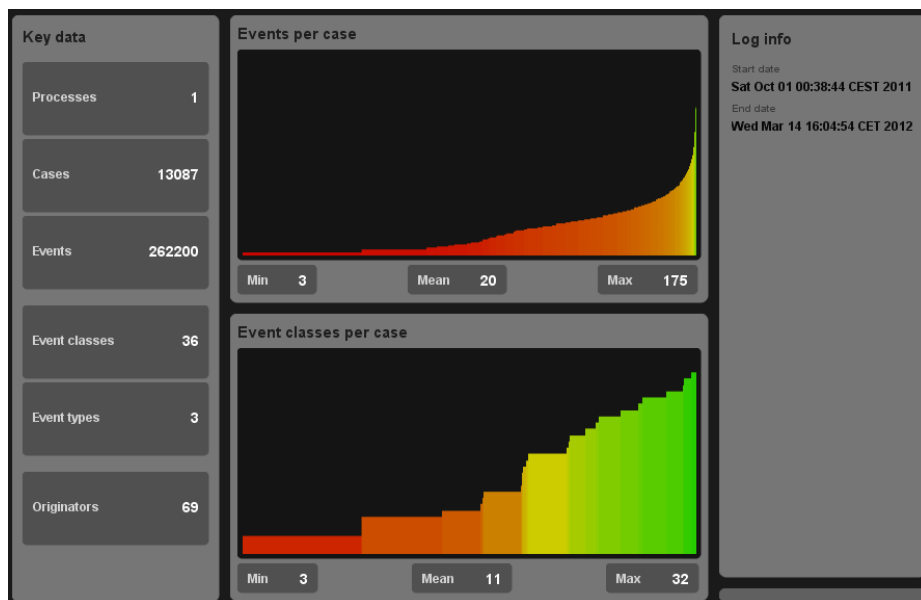 Key data
Processes 1
Cases 13087
Events 262200
Event classes 36
Event types 3
Originators 69
Events per case
Min 3 Mean 20 Max 175
Event classes per case
Min 3 Mean 11 Max 32
Log info
Start date
Sat Oct 01 00:38:44 CEST 2011
End date
Wed Mar 14 16:04:54 CET 2012